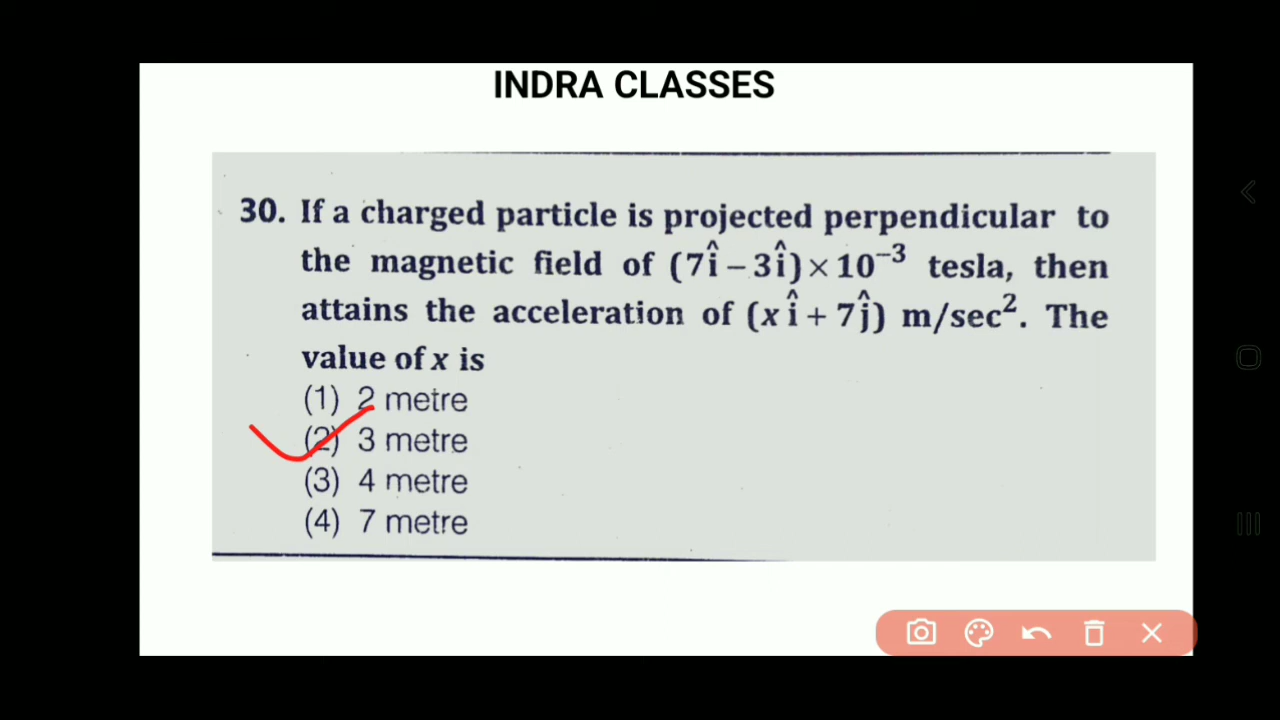 INDRA CLASSES
30. If a charged particle is projected perpendicular to
the magnetic field of (7î – 3î) × 10⁻³ tesla, then
attains the acceleration of (x î + 7ĵ) m/sec². The
value of x is
(1) 2 metre
(2) 3 metre
(3) 4 metre
(4) 7 metre